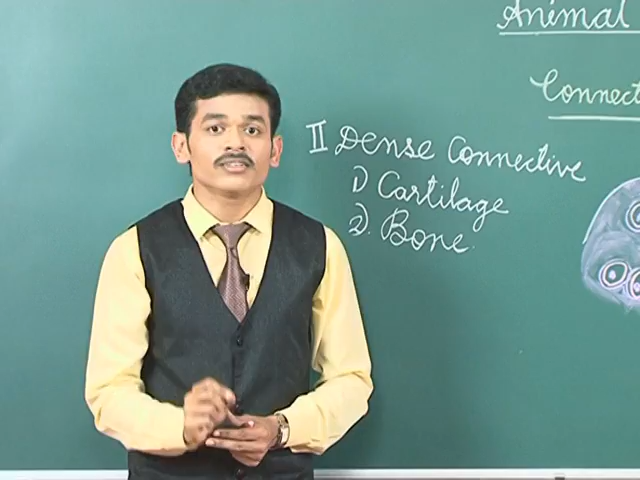 Animal
Connect
II Dense Connective
1) Cartilage
2). Bone.